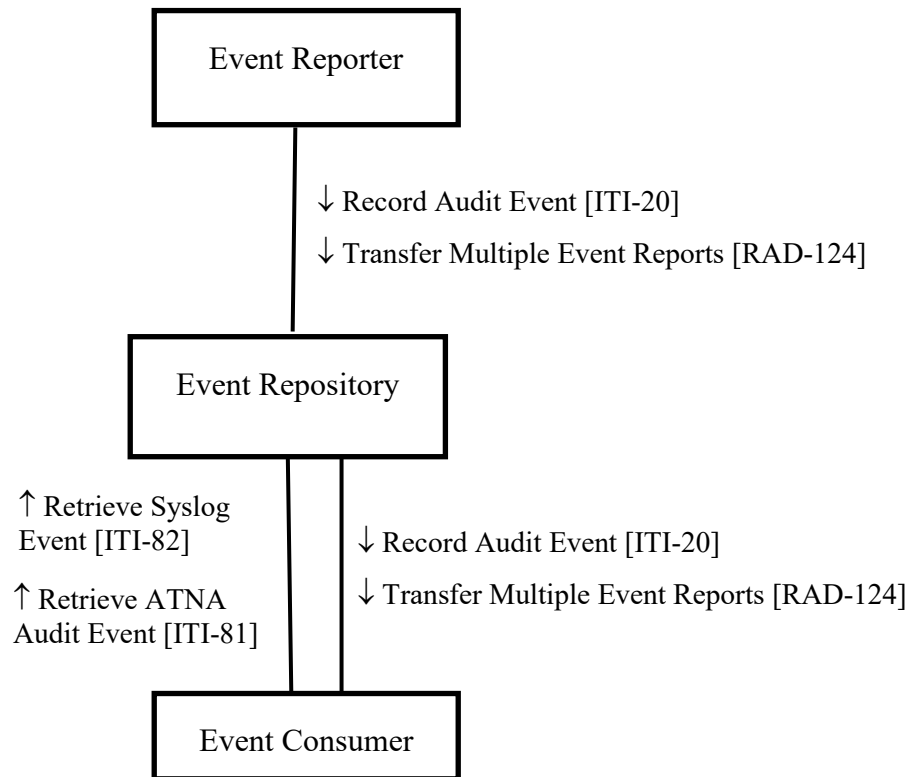 Event Reporter
↓ Record Audit Event [ITI-20]
↓ Transfer Multiple Event Reports [RAD-124]
Event Repository
↑ Retrieve Syslog
Event [ITI-82]
↑ Retrieve ATNA
Audit Event [ITI-81]
↓ Record Audit Event [ITI-20]
↓ Transfer Multiple Event Reports [RAD-124]
Event Consumer